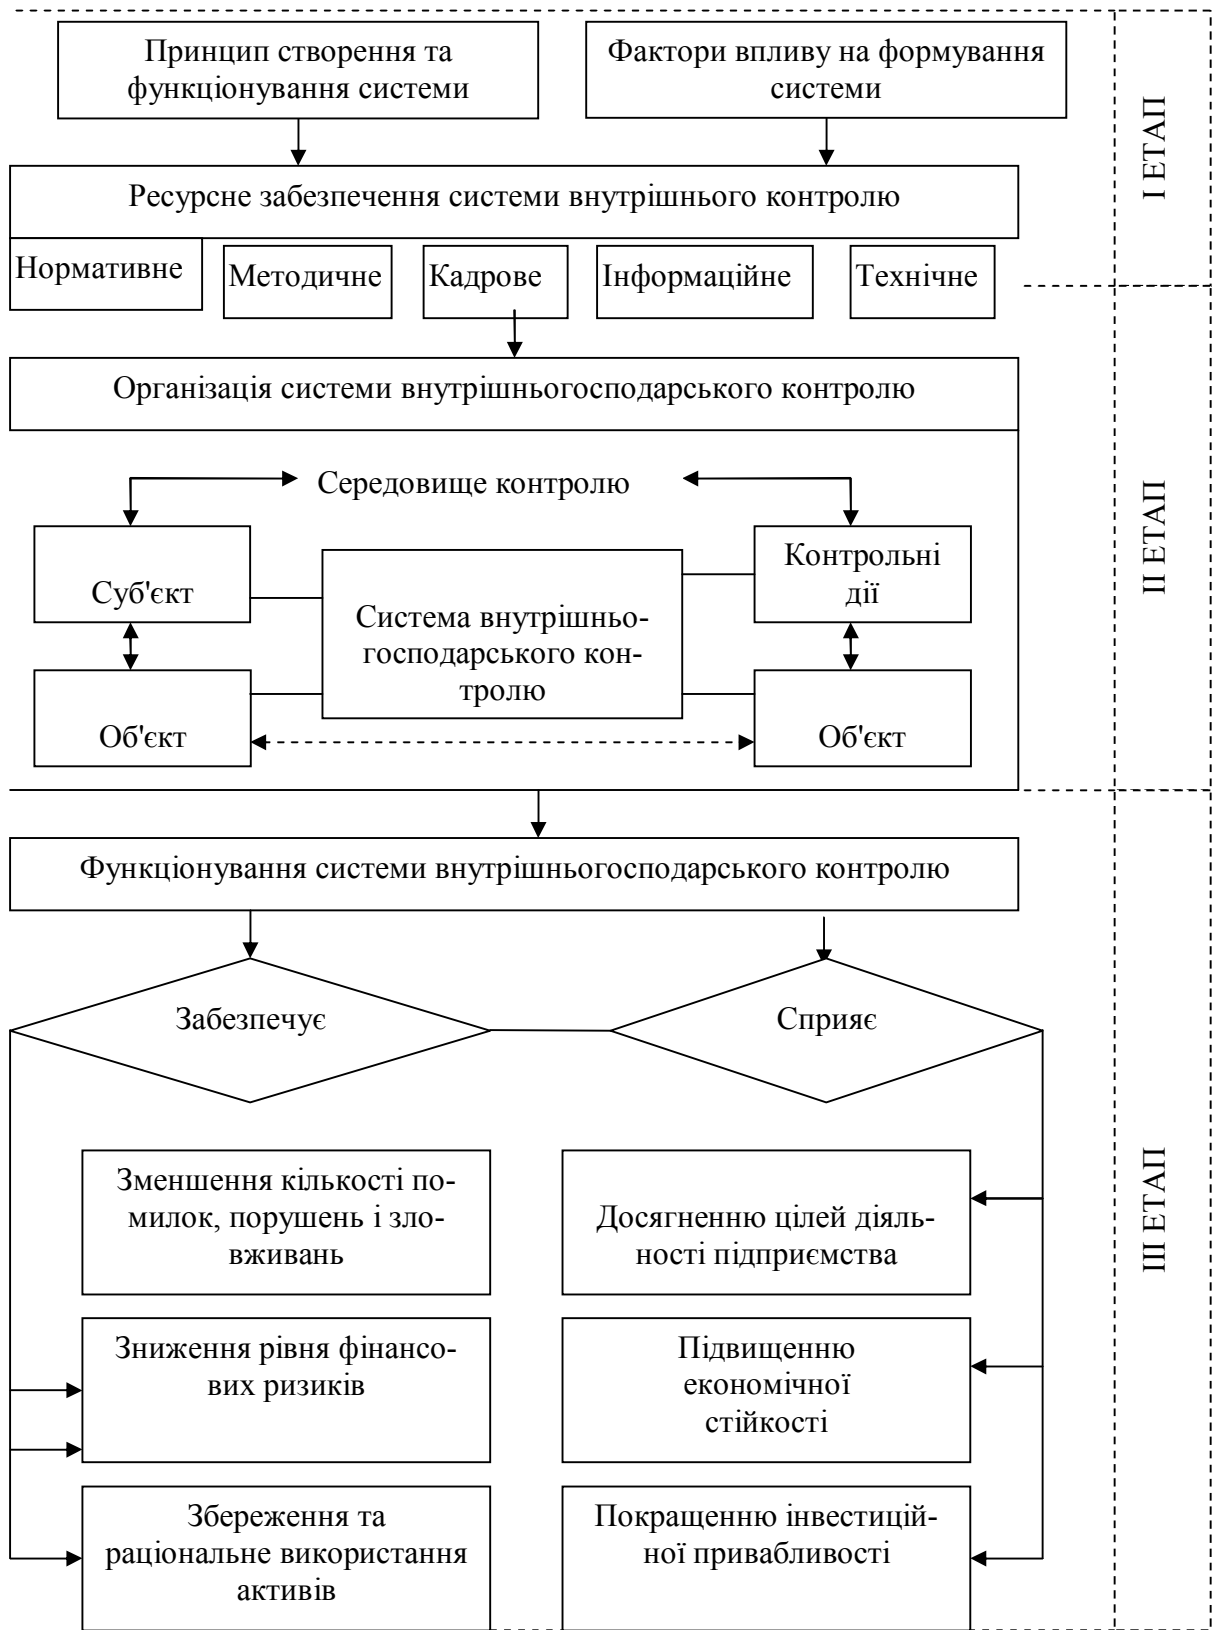 Принцип створення та
функціонування системи
Фактори впливу на формування
системи
І ЕТАП
Ресурсне забезпечення системи внутрішнього контролю
Нормативне
Методичне
Кадрове
Інформаційне
Технічне
Організація системи внутрішньогосподарського контролю
Середовище контролю
ІІ ЕТАП
Суб'єкт
Контрольні
дії
Система внутрішньо-
господарського кон-
тролю
Об'єкт
Об'єкт
Функціонування системи внутрішньогосподарського контролю
Забезпечує
Сприяє
ІІІ ЕТАП
Зменшення кількості по-
милок, порушень і зло-
вживань
Досягненню цілей діяль-
ності підприємства
Зниження рівня фінансо-
вих ризиків
Підвищенню
економічної
стійкості
Збереження та
раціональне використання
активів
Покращенню інвестицій-
ної привабливості